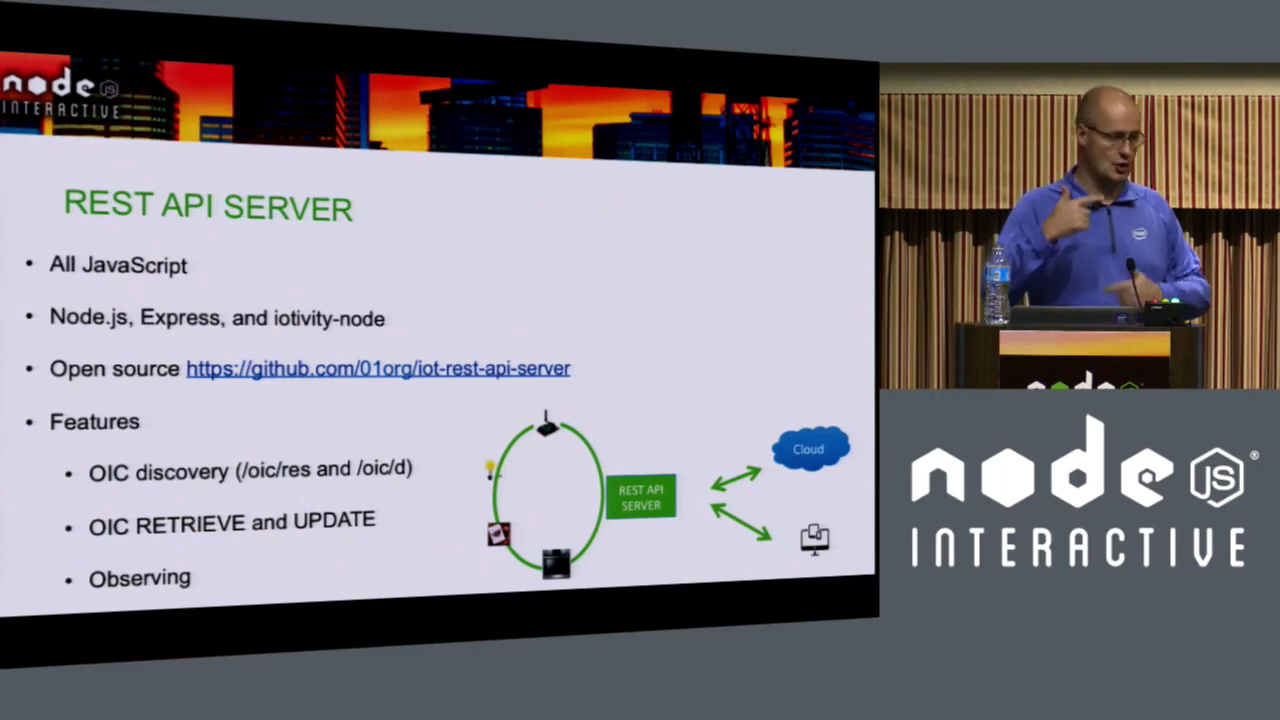 node JS
INTERACTIVE
REST API SERVER
• All JavaScript
• Node.js, Express, and iotivity-node
• Open source https://github.com/01org/iot-rest-api-server
• Features
• OIC discovery (/oic/res and /oic/d)
• OIC RETRIEVE and UPDATE
• Observing
REST API
SERVER
Cloud
intel
node
node JS®
INTERACTIVE